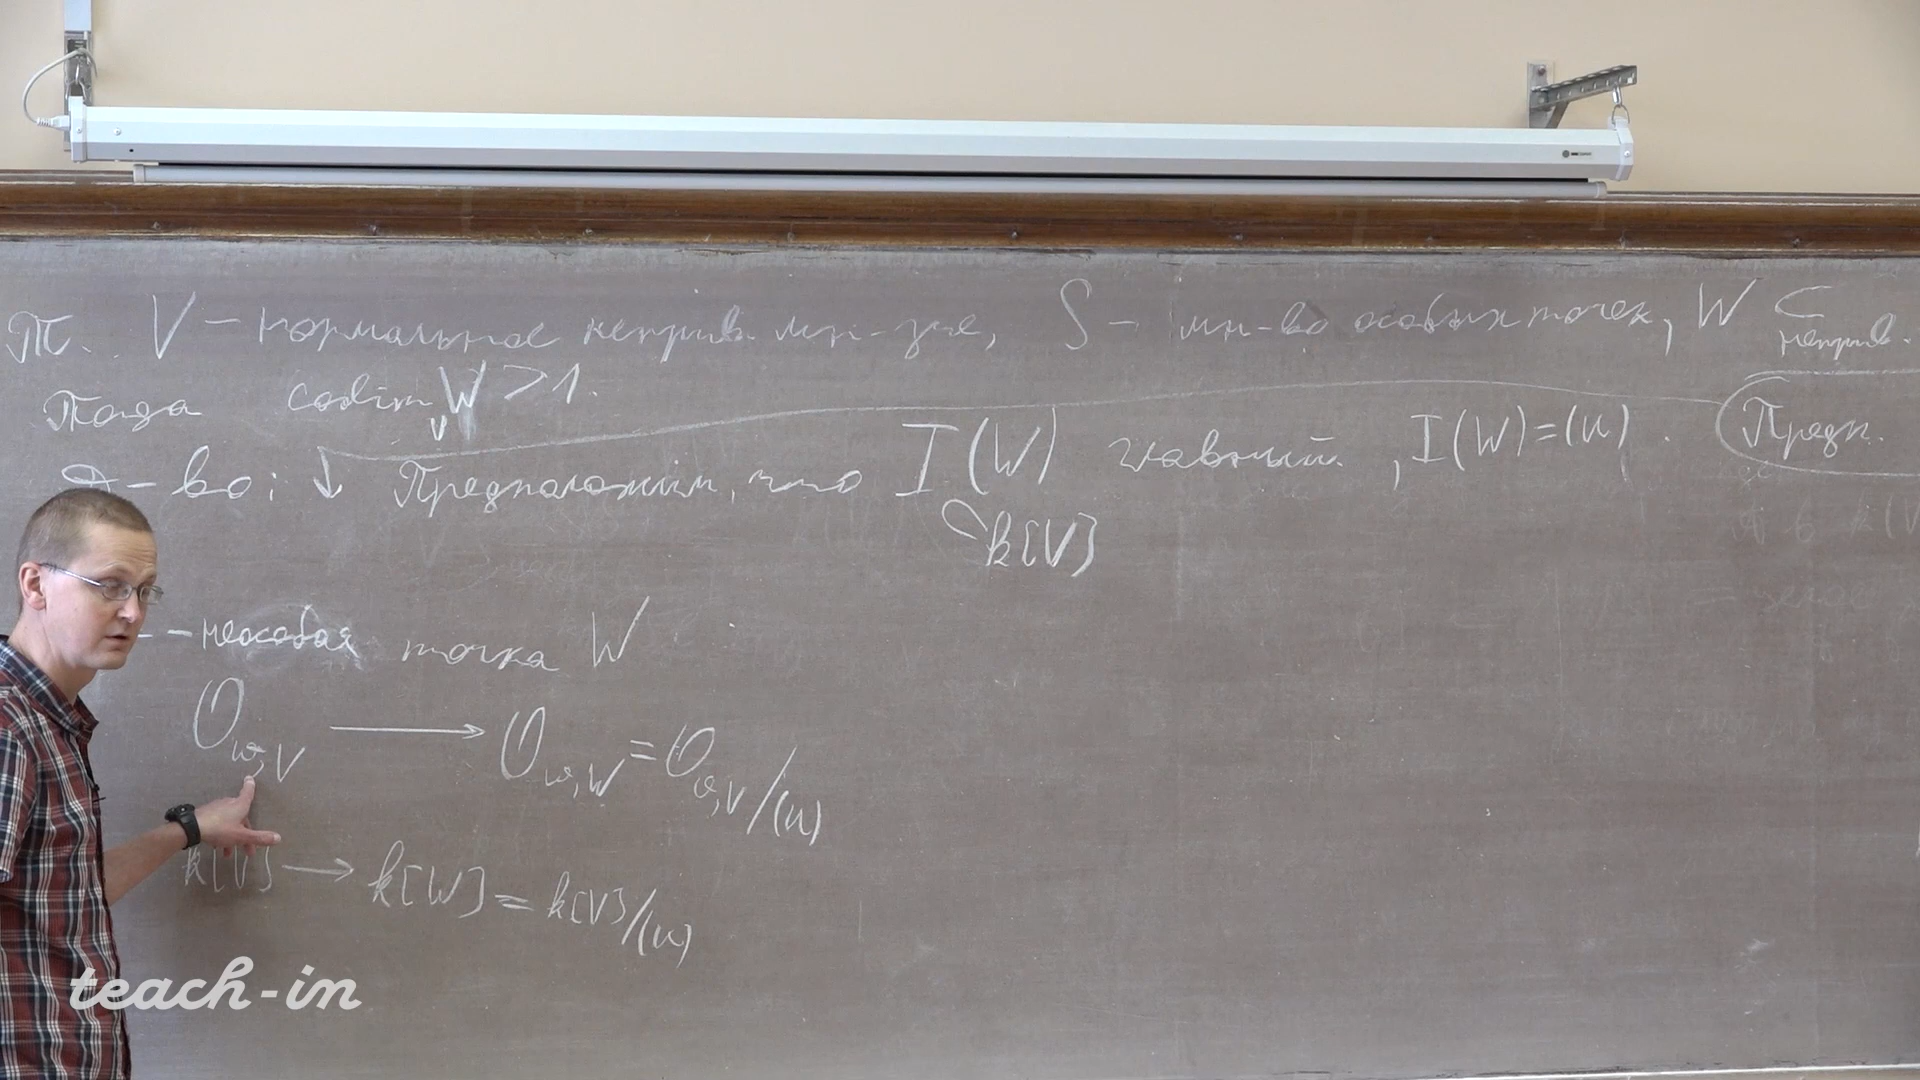 Т. V – нормальное неприв. мн-зие, S – мн-во особых точек, W ⊂ неприв.
Тогда codim_V W > 1.
Д-во: ↓ Предположим, что I(W) главный, I(W)=(u). Предп.
⊂ k[V]
- неособая точка W
O_{w,V} → O_{w,W} = O_{w,V}/(u)
k[V] → k[W] = k[V]/(u)
teach-in